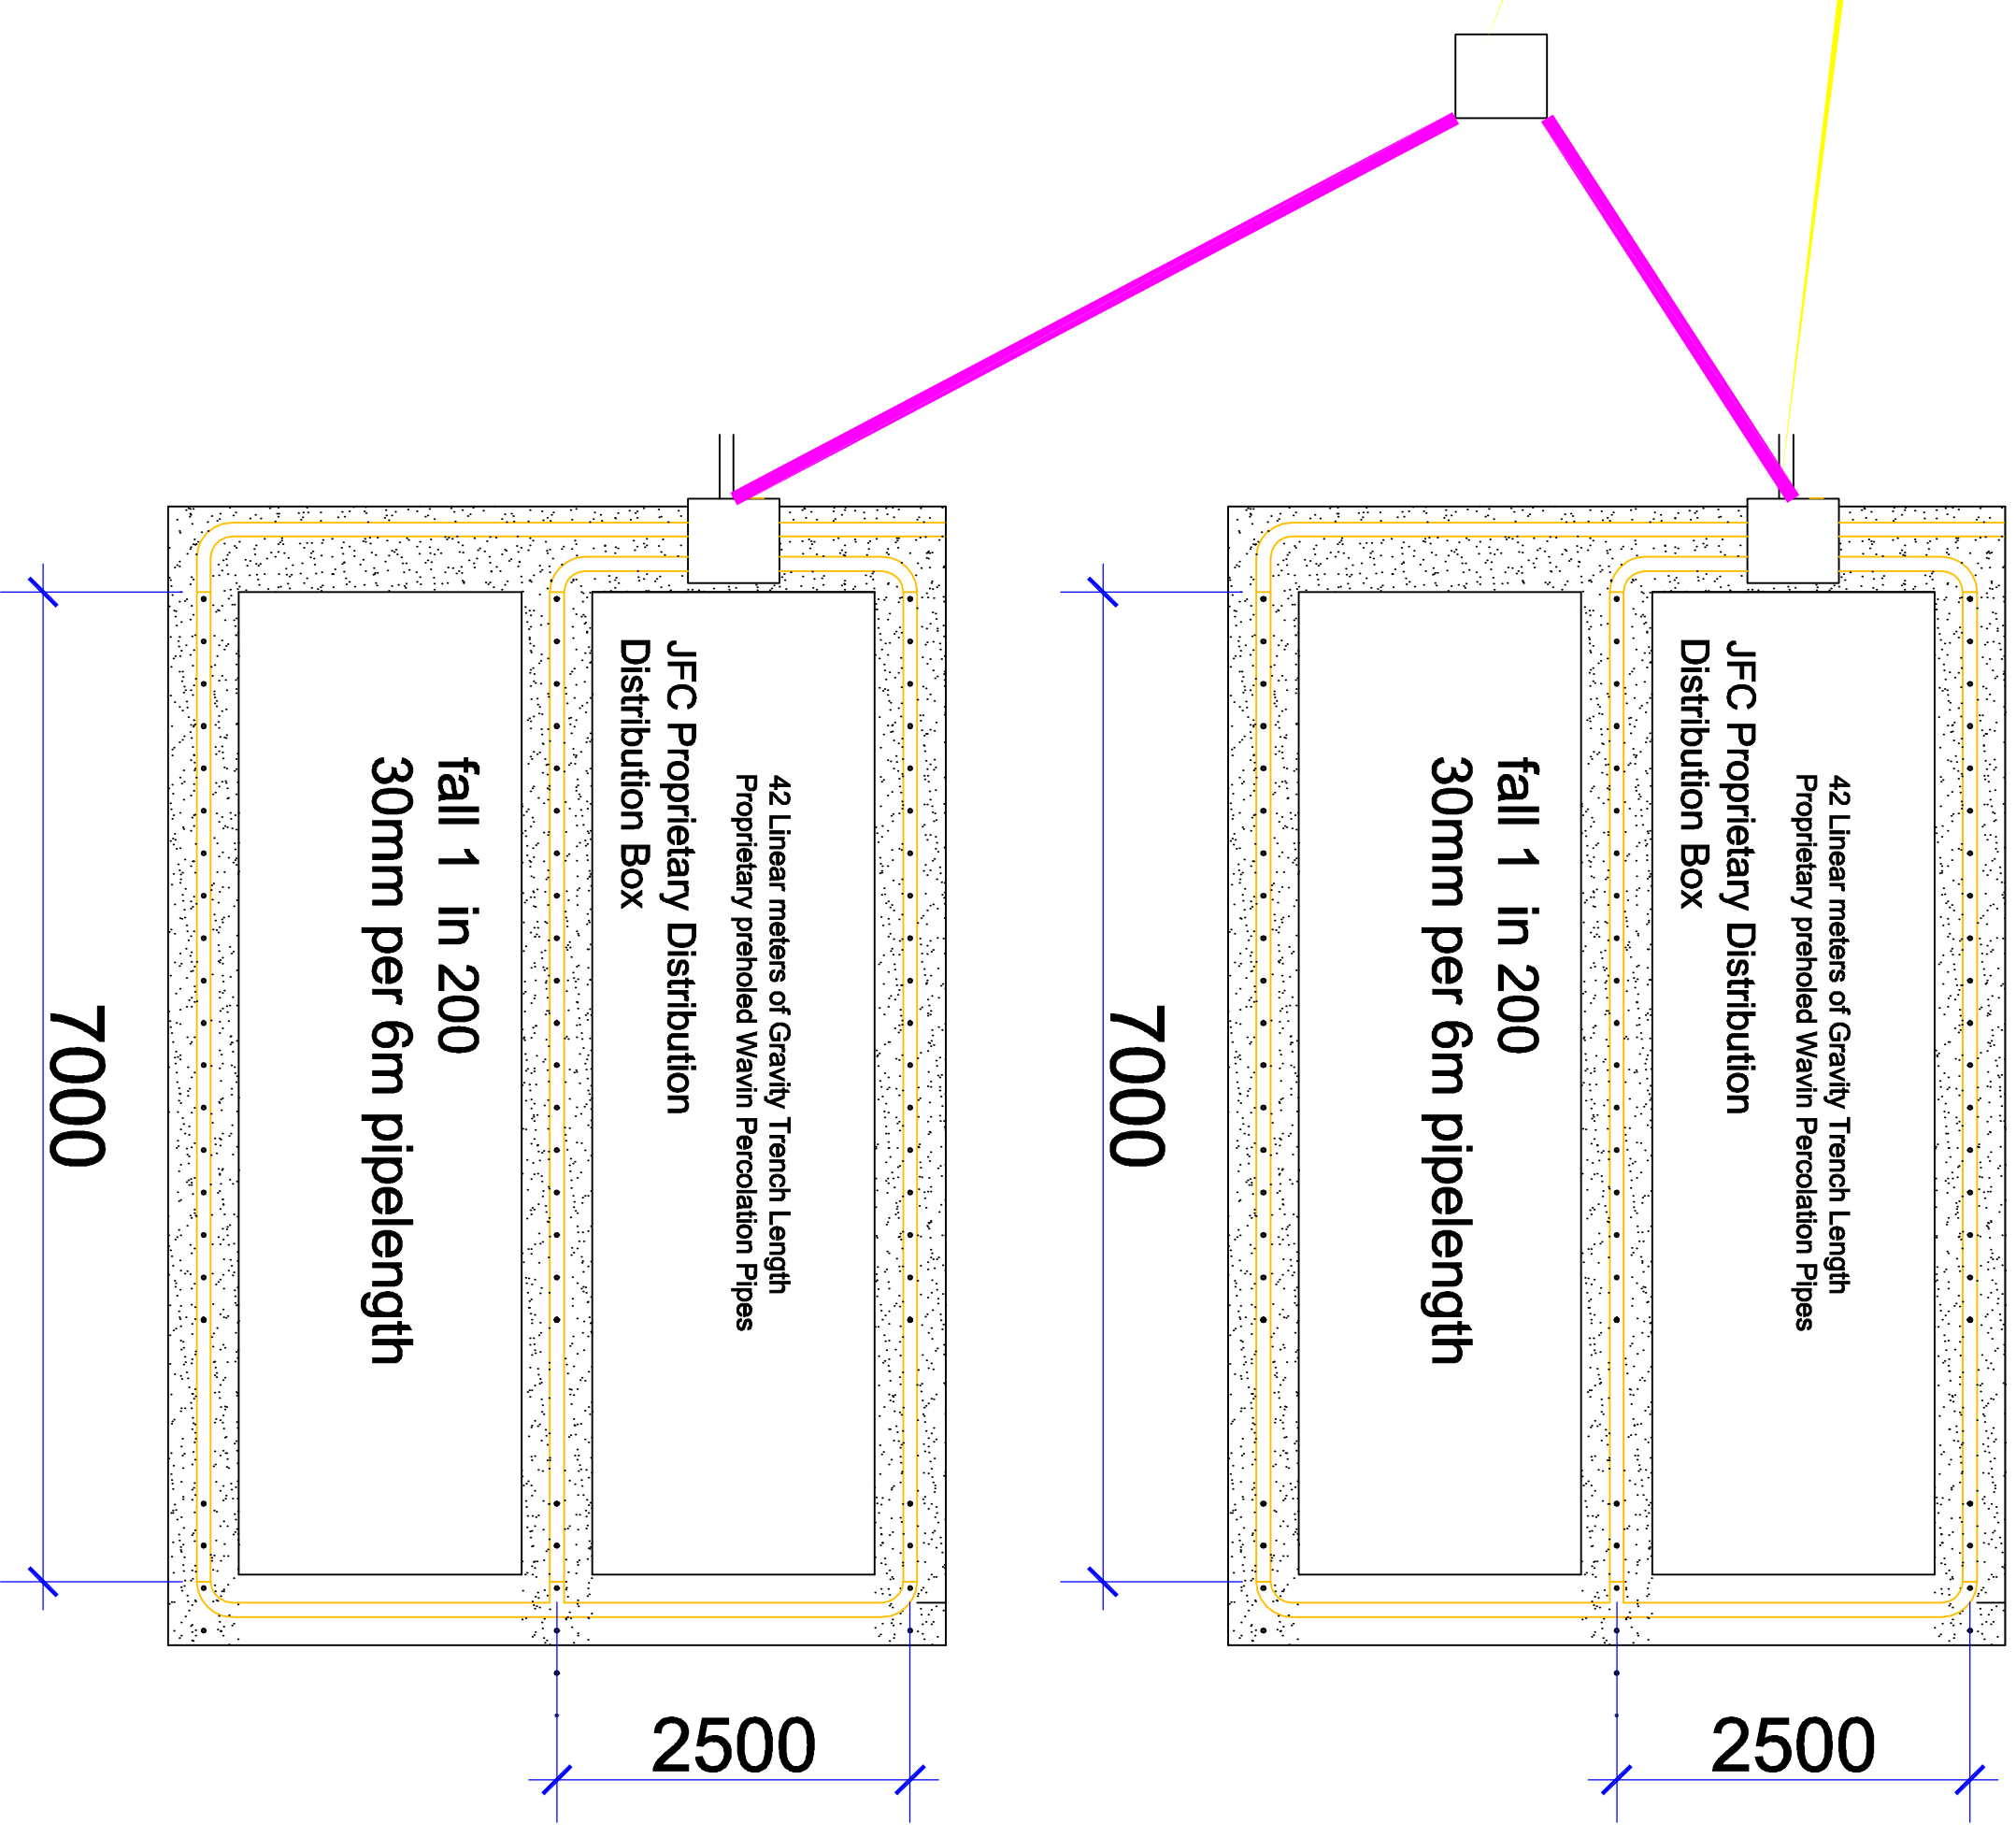 42 Linear meters of Gravity Trench Length
Proprietary preholed Wavin Percolation Pipes
JFC Proprietary Distribution
Distribution Box
fall 1 in 200
30mm per 6m pipelength
7000
2500
42 Linear meters of Gravity Trench Length
Proprietary preholed Wavin Percolation Pipes
JFC Proprietary Distribution
Distribution Box
fall 1 in 200
30mm per 6m pipelength
7000
2500